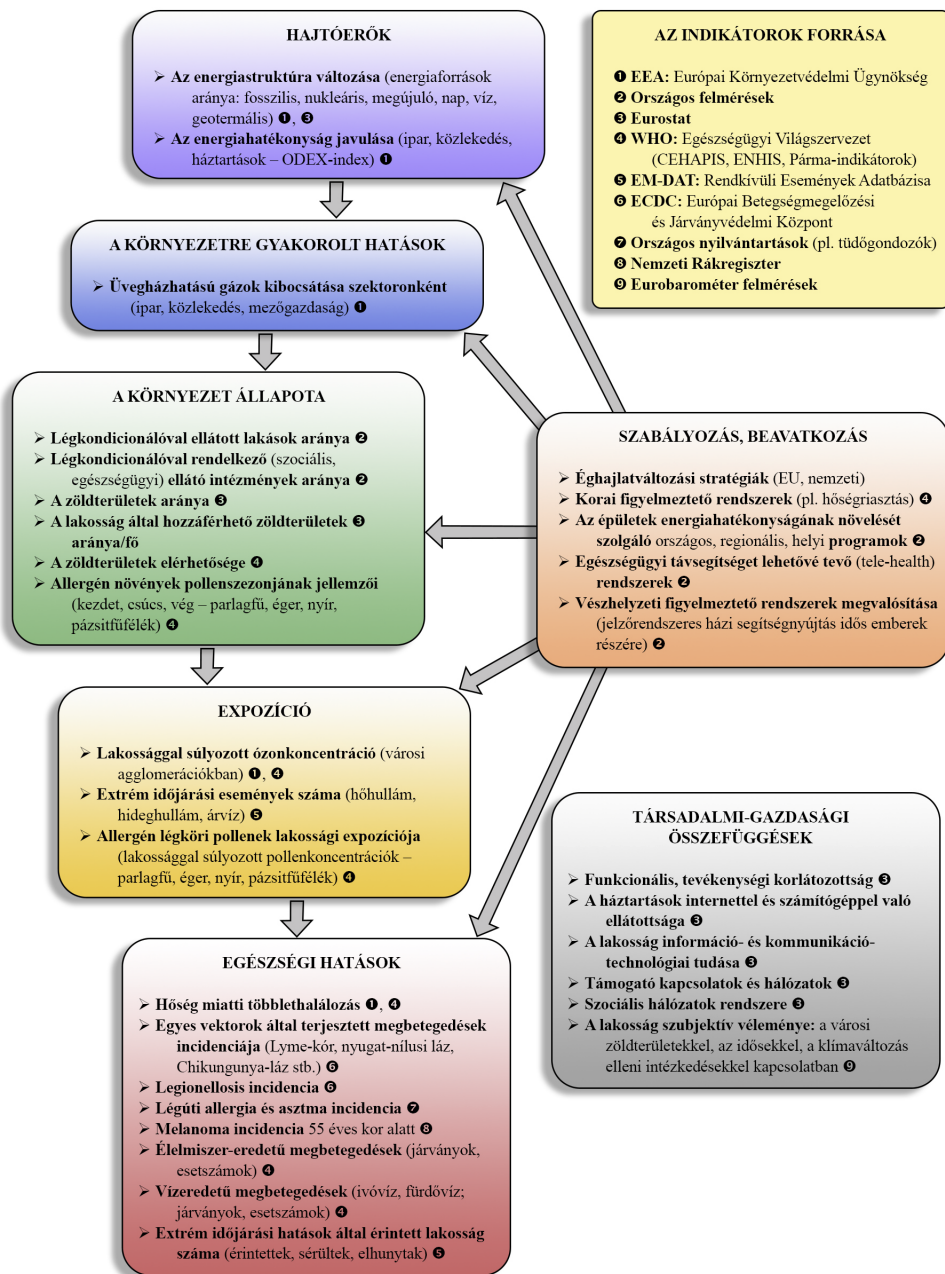 HAJTÓERŐK
➢ Az energiastruktúra változása (energiaforrások
aránya: fosszilis, nukleáris, megújuló, nap, víz,
geotermális) ❶, ❸
➢ Az energiahatékonyság javulása (ipar, közlekedés,
háztartások – ODEX-index) ❶
AZ INDIKÁTOROK FORRÁSA
❶ EEA: Európai Környezetvédelmi Ügynökség
❷ Országos felmérések
❸ Eurostat
❹ WHO: Egészségügyi Világszervezet
(CEHAPIS, ENHIS, Párma-indikátorok)
❺ EM-DAT: Rendkívüli Események Adatbázisa
❻ ECDC: Európai Betegségmegelőzési
és Járványvédelmi Központ
❼ Országos nyilvántartások (pl. tüdőgondozók)
❽ Nemzeti Rákregiszter
❾ Eurobarométer felmérések
A KÖRNYEZETRE GYAKOROLT HATÁSOK
➢ Üvegházhatású gázok kibocsátása szektoronként
(ipar, közlekedés, mezőgazdaság) ❶
A KÖRNYEZET ÁLLAPOTA
➢ Légkondicionálóval ellátott lakások aránya ❷
➢ Légkondicionálóval rendelkező (szociális,
egészségügyi) ellátó intézmények aránya ❷
➢ A zöldterületek aránya ❸
➢ A lakosság által hozzáférhető zöldterületek ❸
aránya/fő
➢ A zöldterületek elérhetősége ❹
➢ Allergén növények pollenszezonjának jellemzői
(kezdet, csúcs, vég – parlagfű, éger, nyír,
pázsitfűfélék) ❹
SZABÁLYOZÁS, BEAVATKOZÁS
➢ Éghajlatváltozási stratégiák (EU, nemzeti)
➢ Korai figyelmeztető rendszerek (pl. hőségriasztás) ❹
➢ Az épületek energiahatékonyságának növelését
szolgáló országos, regionális, helyi programok ❷
➢ Egészségügyi távsegítséget lehetővé tevő (tele-health)
rendszerek ❷
➢ Vészhelyzeti figyelmeztető rendszerek megvalósítása
(jelzőrendszeres házi segítségnyújtás idős emberek
részére) ❷
EXPOZÍCIÓ
➢ Lakossággal súlyozott ózonkoncentráció (városi
agglomerációkban) ❶, ❹
➢ Extrém időjárási események száma (hőhullám,
hideghullám, árvíz) ❺
➢ Allergén légköri pollenek lakossági expozíciója
(lakossággal súlyozott pollenkoncentrációk –
parlagfű, éger, nyír, pázsitfűfélék) ❹
TÁRSADALMI-GAZDASÁGI
ÖSSZEFÜGGÉSEK
➢ Funkcionális, tevékenységi korlátozottság ❸
➢ A háztartások internettel és számítógéppel való
ellátottsága ❸
➢ A lakosság információ- és kommunikáció-
technológiai tudása ❸
➢ Támogató kapcsolatok és hálózatok ❸
➢ Szociális hálózatok rendszere ❸
➢ A lakosság szubjektív véleménye: a városi
zöldterületekkel, az idősekkel, a klímaváltozás
elleni intézkedésekkel kapcsolatban ❾
EGÉSZSÉGI HATÁSOK
➢ Hőség miatti többlethalálozás ❶, ❹
➢ Egyes vektorok által terjesztett megbetegedések
incidenciája (Lyme-kór, nyugat-nílusi láz,
Chikungunya-láz stb.) ❻
➢ Legionellosis incidencia ❻
➢ Légúti allergia és asztma incidencia ❼
➢ Melanoma incidencia 55 éves kor alatt ❽
➢ Élelmiszer-eredetű megbetegedések (járványok,
esetszámok) ❹
➢ Vízeredetű megbetegedések (ivóvíz, fürdővíz;
járványok, esetszámok) ❹
➢ Extrém időjárási hatások által érintett lakosság
száma (érintettek, sérültek, elhunytak) ❺